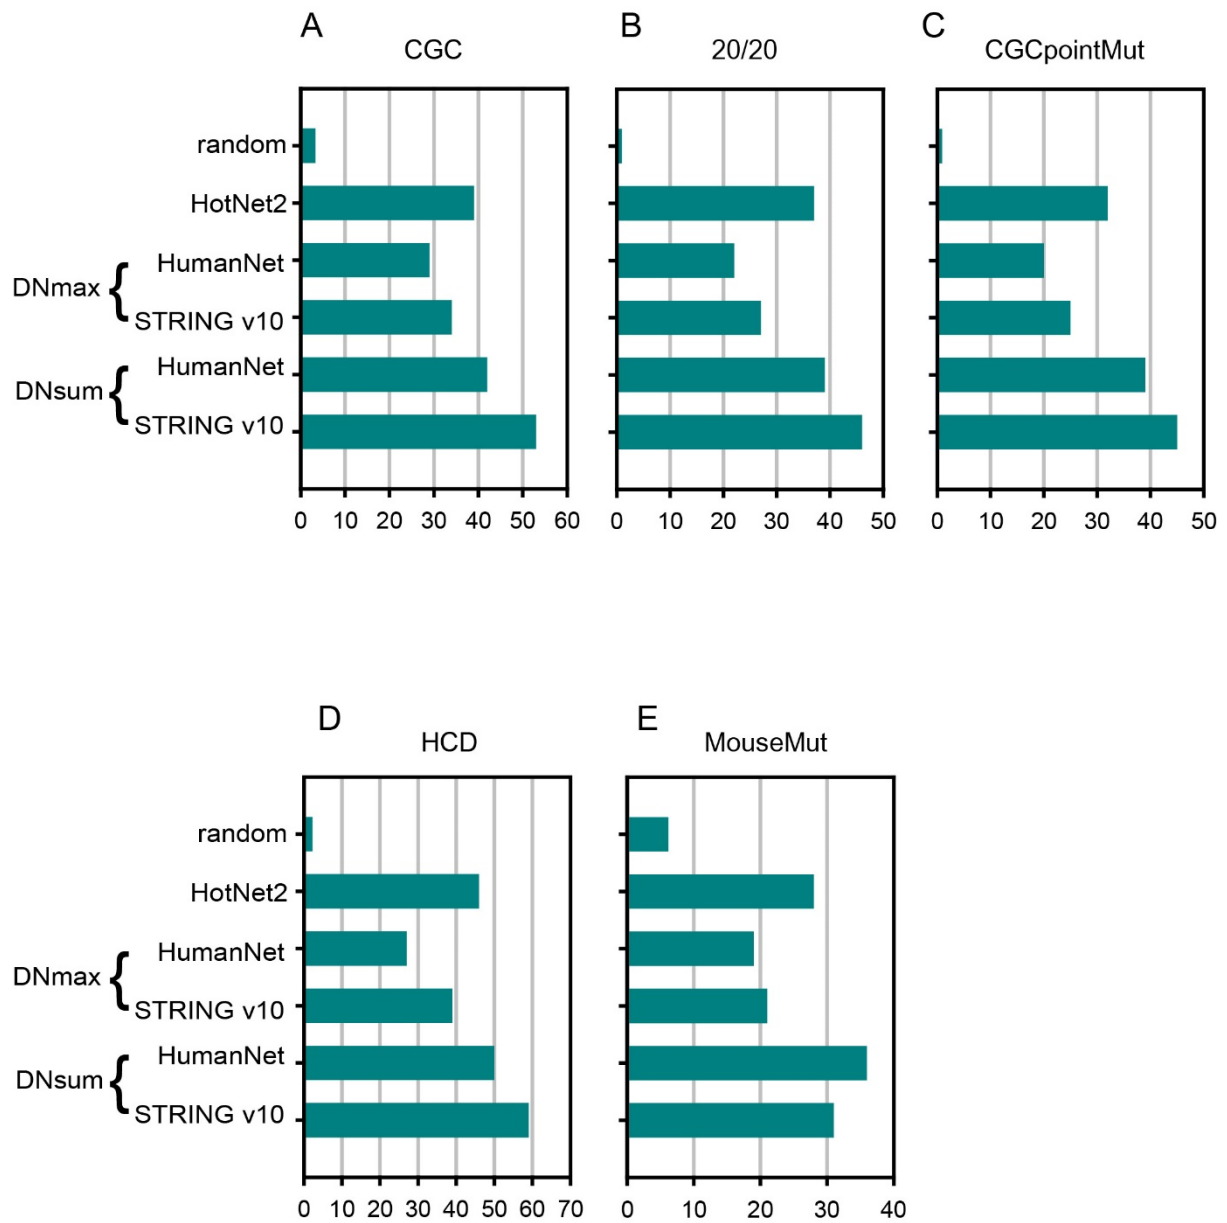 A
CGC
B
20/20
C
CGCpointMut
random
HotNet2
DNmax { HumanNet
STRING v10
DNsum { HumanNet
STRING v10
0 10 20 30 40 50 60
0 10 20 30 40 50
0 10 20 30 40 50
D
HCD
E
MouseMut
random
HotNet2
DNmax { HumanNet
STRING v10
DNsum { HumanNet
STRING v10
0 10 20 30 40 50 60 70
0 10 20 30 40